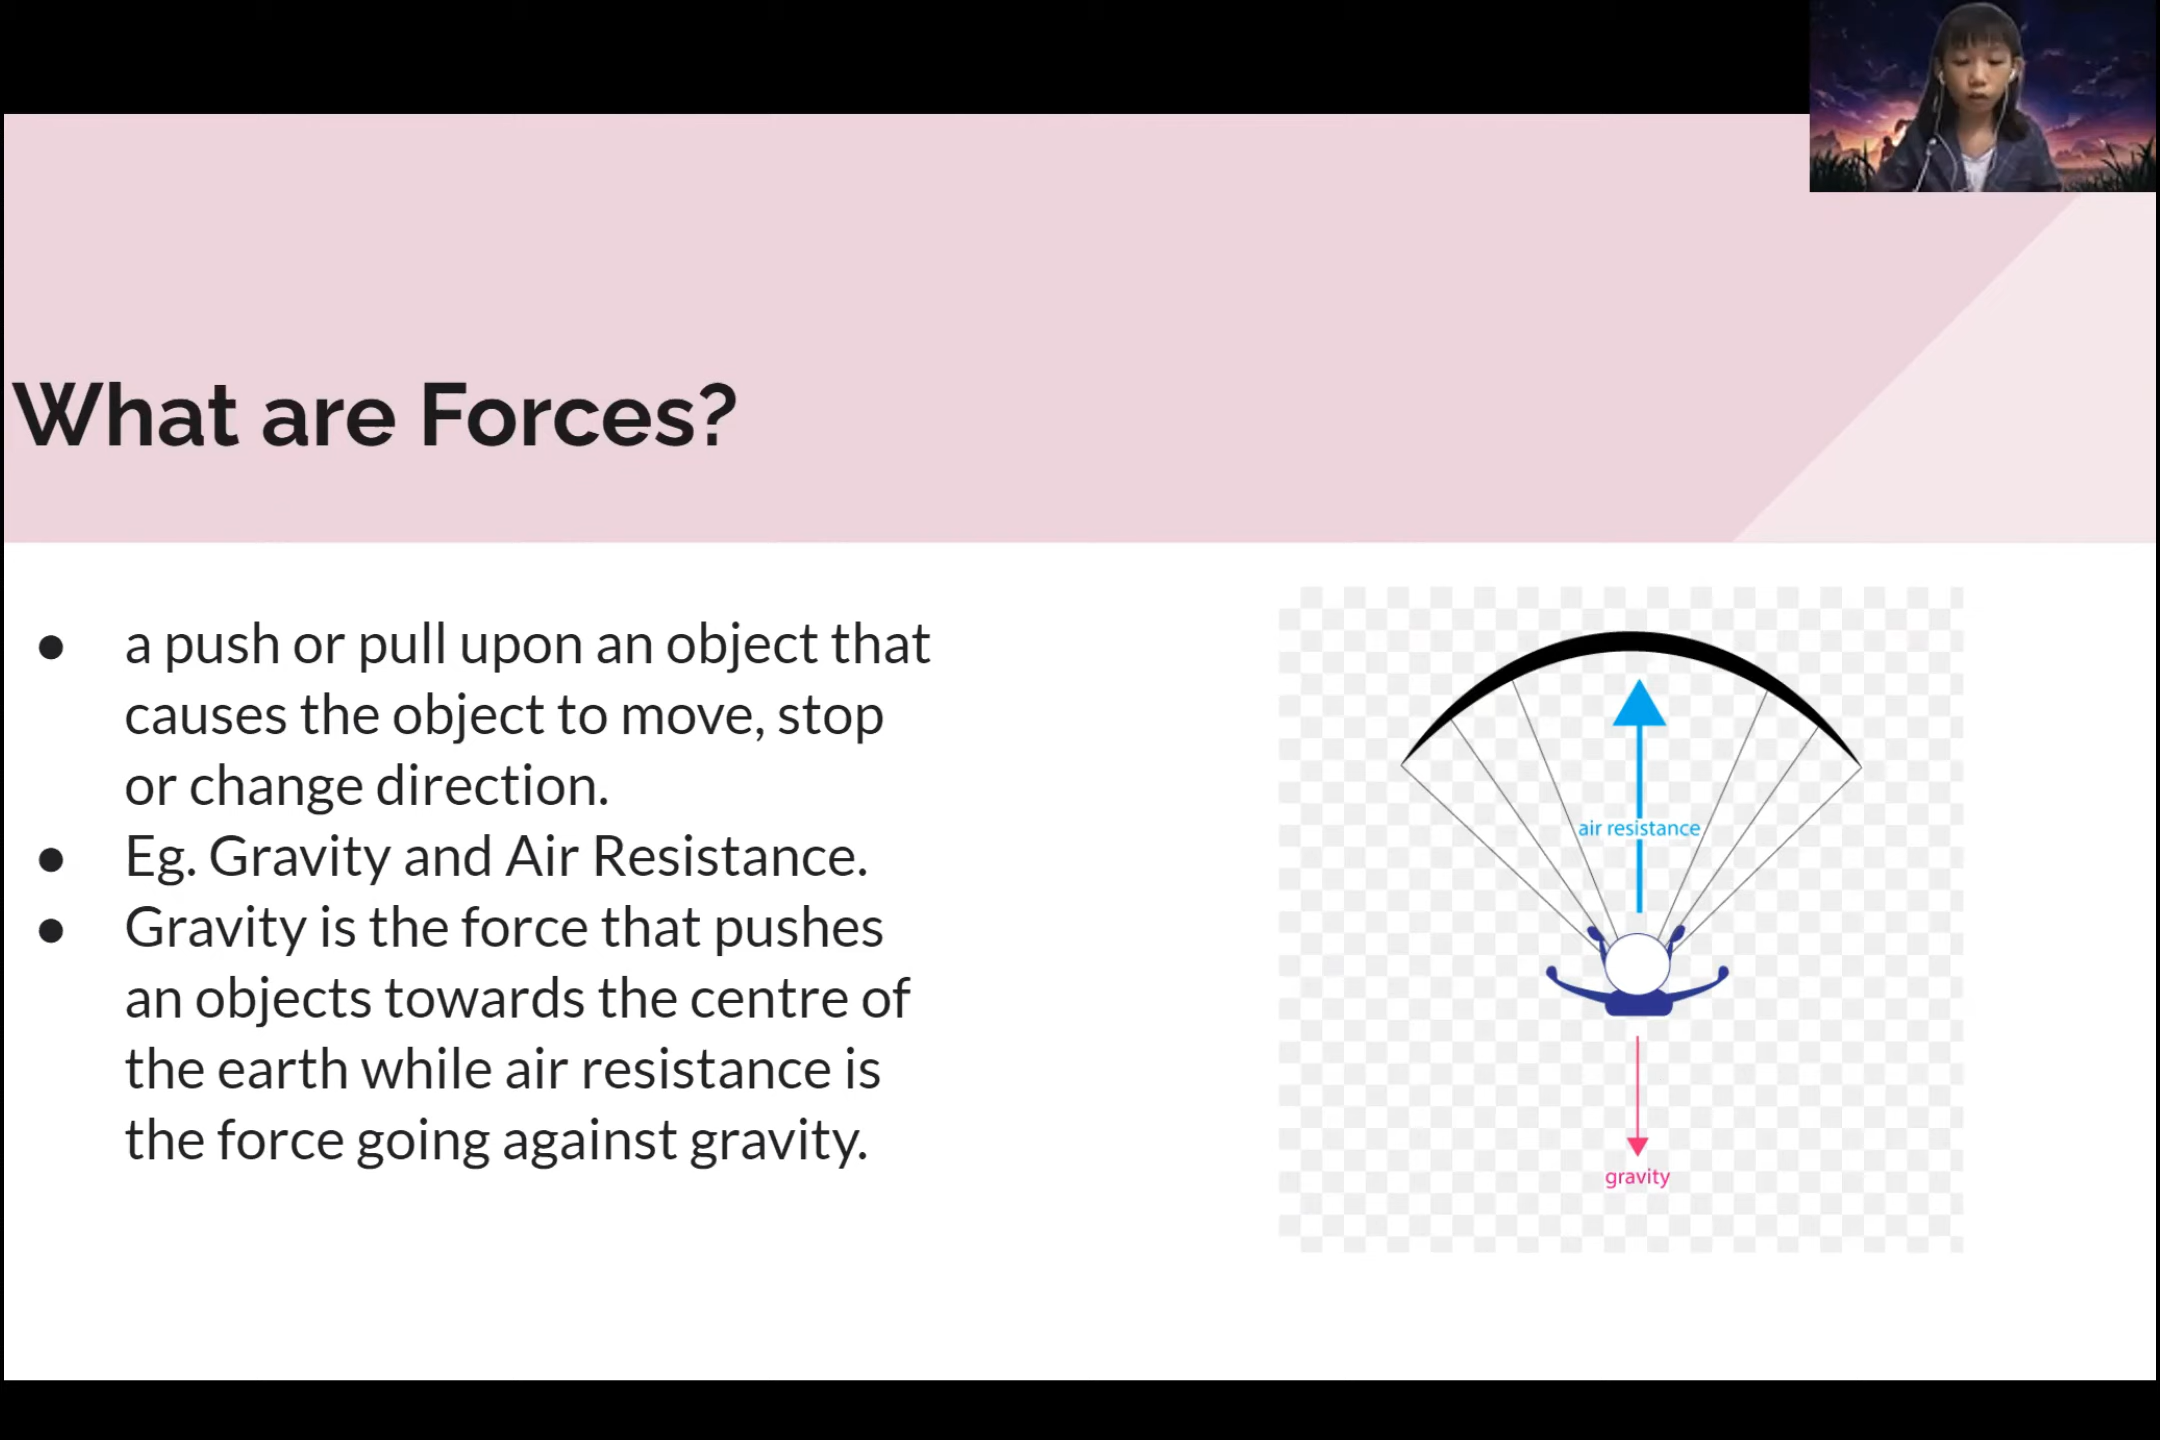 What are Forces?
● a push or pull upon an object that
causes the object to move, stop
or change direction.
● Eg. Gravity and Air Resistance.
● Gravity is the force that pushes
an objects towards the centre of
the earth while air resistance is
the force going against gravity.
air resistance
gravity